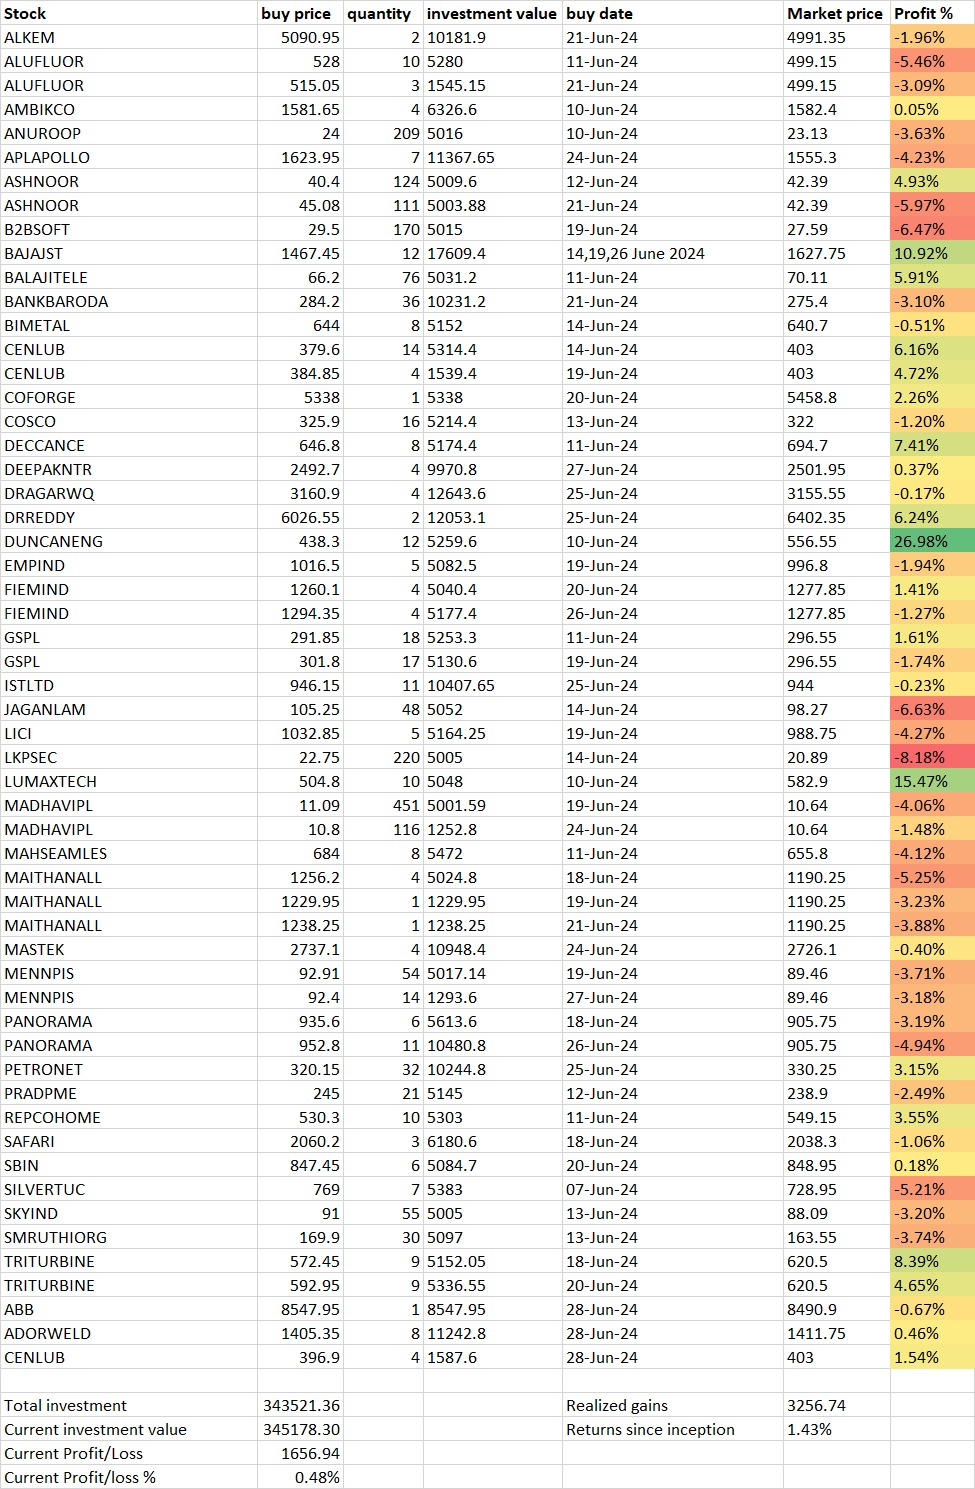 Stock buy price quantity investment value buy date Market price Profit %
ALKEM 5090.95 2 10181.9 21-Jun-24 4991.35 -1.96%
ALUFLUOR 528 10 5280 11-Jun-24 499.15 -5.46%
ALUFLUOR 515.05 3 1545.15 21-Jun-24 499.15 -3.09%
AMBIKCO 1581.65 4 6326.6 10-Jun-24 1582.4 0.05%
ANUROOP 24 209 5016 10-Jun-24 23.13 -3.63%
APLAPOLLO 1623.95 7 11367.65 24-Jun-24 1555.3 -4.23%
ASHNOOR 40.4 124 5009.6 12-Jun-24 42.39 4.93%
ASHNOOR 45.08 111 5003.88 21-Jun-24 42.39 -5.97%
B2BSOFT 29.5 170 5015 19-Jun-24 27.59 -6.47%
BAJAJST 1467.45 12 17609.4 14,19,26 June 2024 1627.75 10.92%
BALAJITELE 66.2 76 5031.2 11-Jun-24 70.11 5.91%
BANKBARODA 284.2 36 10231.2 21-Jun-24 275.4 -3.10%
BIMETAL 644 8 5152 14-Jun-24 640.7 -0.51%
CENLUB 379.6 14 5314.4 14-Jun-24 403 6.16%
CENLUB 384.85 4 1539.4 19-Jun-24 403 4.72%
COFORGE 5338 1 5338 20-Jun-24 5458.8 2.26%
COSCO 325.9 16 5214.4 13-Jun-24 322 -1.20%
DECCANCE 646.8 8 5174.4 11-Jun-24 694.7 7.41%
DEEPAKNTR 2492.7 4 9970.8 27-Jun-24 2501.95 0.37%
DRAGARWQ 3160.9 4 12643.6 25-Jun-24 3155.55 -0.17%
DRREDDY 6026.55 2 12053.1 25-Jun-24 6402.35 6.24%
DUNCANENG 438.3 12 5259.6 10-Jun-24 556.55 26.98%
EMPIND 1016.5 5 5082.5 19-Jun-24 996.8 -1.94%
FIEMIND 1260.1 4 5040.4 20-Jun-24 1277.85 1.41%
FIEMIND 1294.35 4 5177.4 26-Jun-24 1277.85 -1.27%
GSPL 291.85 18 5253.3 11-Jun-24 296.55 1.61%
GSPL 301.8 17 5130.6 19-Jun-24 296.55 -1.74%
ISTLTD 946.15 11 10407.65 25-Jun-24 944 -0.23%
JAGANLAM 105.25 48 5052 14-Jun-24 98.27 -6.63%
LICI 1032.85 5 5164.25 19-Jun-24 988.75 -4.27%
LKPSEC 22.75 220 5005 14-Jun-24 20.89 -8.18%
LUMAXTECH 504.8 10 5048 10-Jun-24 582.9 15.47%
MADHAVIPL 11.09 451 5001.59 19-Jun-24 10.64 -4.06%
MADHAVIPL 10.8 116 1252.8 24-Jun-24 10.64 -1.48%
MAHSEAMLES 684 8 5472 11-Jun-24 655.8 -4.12%
MAITHANALL 1256.2 4 5024.8 18-Jun-24 1190.25 -5.25%
MAITHANALL 1229.95 1 1229.95 19-Jun-24 1190.25 -3.23%
MAITHANALL 1238.25 1 1238.25 21-Jun-24 1190.25 -3.88%
MASTEK 2737.1 4 10948.4 24-Jun-24 2726.1 -0.40%
MENNPIS 92.91 54 5017.14 19-Jun-24 89.46 -3.71%
MENNPIS 92.4 14 1293.6 27-Jun-24 89.46 -3.18%
PANORAMA 935.6 6 5613.6 18-Jun-24 905.75 -3.19%
PANORAMA 952.8 11 10480.8 26-Jun-24 905.75 -4.94%
PETRONET 320.15 32 10244.8 25-Jun-24 330.25 3.15%
PRADPME 245 21 5145 12-Jun-24 238.9 -2.49%
REPCOHOME 530.3 10 5303 11-Jun-24 549.15 3.55%
SAFARI 2060.2 3 6180.6 18-Jun-24 2038.3 -1.06%
SBIN 847.45 6 5084.7 20-Jun-24 848.95 0.18%
SILVERTUC 769 7 5383 07-Jun-24 728.95 -5.21%
SKYIND 91 55 5005 13-Jun-24 88.09 -3.20%
SMRUTHIORG 169.9 30 5097 13-Jun-24 163.55 -3.74%
TRITURBINE 572.45 9 5152.05 18-Jun-24 620.5 8.39%
TRITURBINE 592.95 9 5336.55 20-Jun-24 620.5 4.65%
ABB 8547.95 1 8547.95 28-Jun-24 8490.9 -0.67%
ADORWELD 1405.35 8 11242.8 28-Jun-24 1411.75 0.46%
CENLUB 396.9 4 1587.6 28-Jun-24 403 1.54%
Total investment 343521.36 Realized gains 3256.74
Current investment value 345178.30 Returns since inception 1.43%
Current Profit/Loss 1656.94
Current Profit/loss % 0.48%